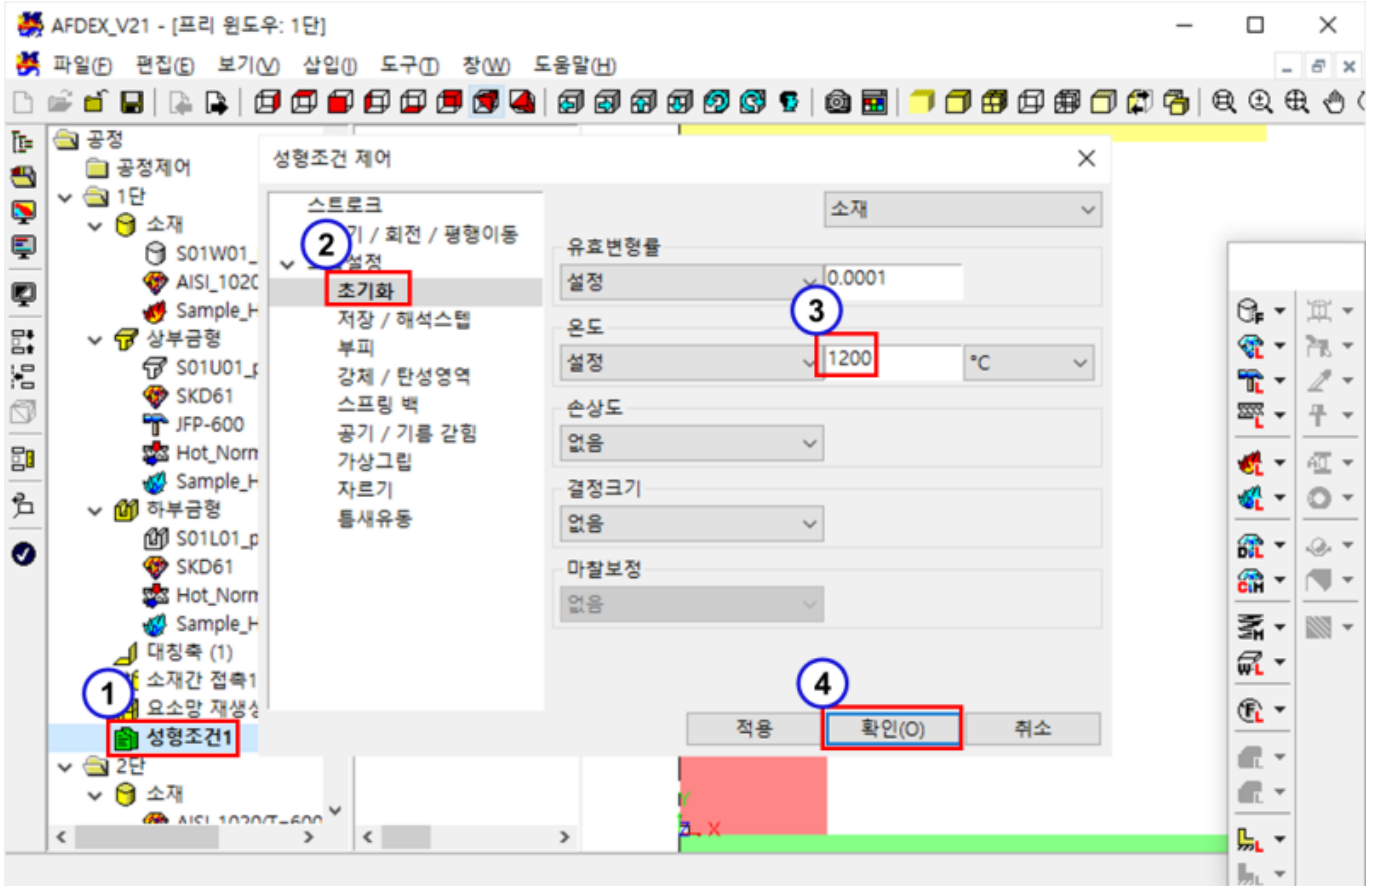 AFDEX_V21 - [프리 윈도우: 1단]
파일(F) 편집(E) 보기(V) 삽입(I) 도구(T) 창(W) 도움말(H)
공정
공정제어
1단
소재
S01W01_
AISI_1020
Sample_H
상부금형
S01U01_p
SKD61
JFP-600
Hot_Norm
Sample_H
하부금형
S01L01_p
SKD61
Hot_Norm
Sample_H
대칭축 (1)
소재간 접촉1
1
요소망 재생성
성형조건1
2단
소재
AISI_1020(T=600
성형조건 제어
스트로크
2
기 / 회전 / 평행이동
설정
초기화
저장 / 해석스텝
부피
강체 / 탄성영역
스프링 백
공기 / 기름 갇힘
가상그립
자르기
틈새유동
소재
유효변형률
설정 0.0001
3
온도
설정 1200 °C
손상도
없음
결정크기
없음
마찰보정
없음
4
적용 확인(O) 취소
Y
Z X